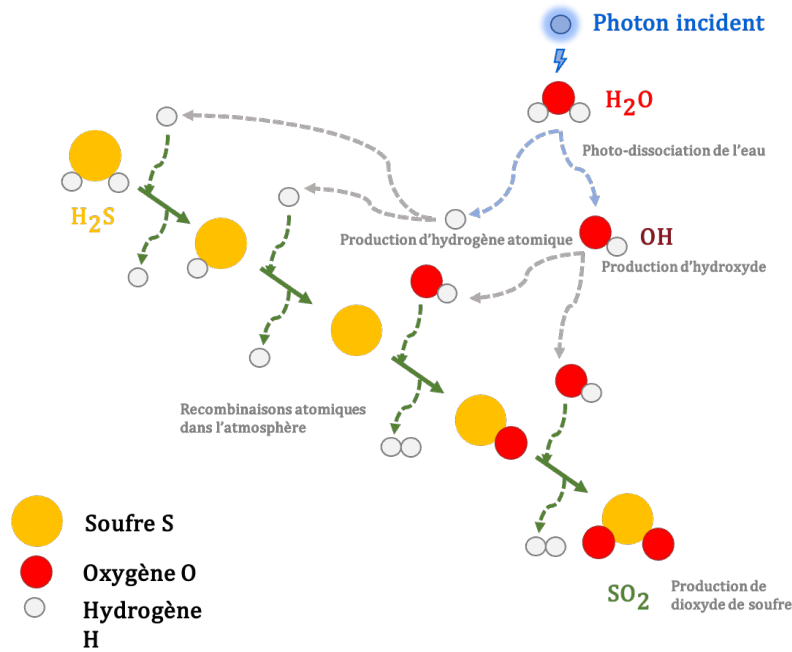 Photon incident
H₂O
Photo-dissociation de l'eau
H₂S
Production d'hydrogène atomique
OH
Production d'hydroxyde
Recombinaisons atomiques
dans l'atmosphère
Soufre S
Oxygène O
Hydrogène
H
SO₂
Production de
dioxyde de soufre